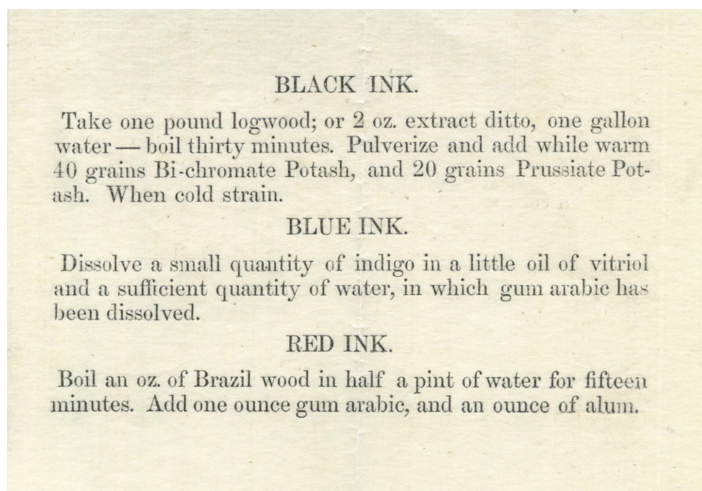 BLACK INK.
Take one pound logwood; or 2 oz. extract ditto, one gallon
water — boil thirty minutes. Pulverize and add while warm
40 grains Bi-chromate Potash, and 20 grains Prussiate Pot-
ash. When cold strain.
BLUE INK.
Dissolve a small quantity of indigo in a little oil of vitriol
and a sufficient quantity of water, in which gum arabic has
been dissolved.
RED INK.
Boil an oz. of Brazil wood in half a pint of water for fifteen
minutes. Add one ounce gum arabic, and an ounce of alum.